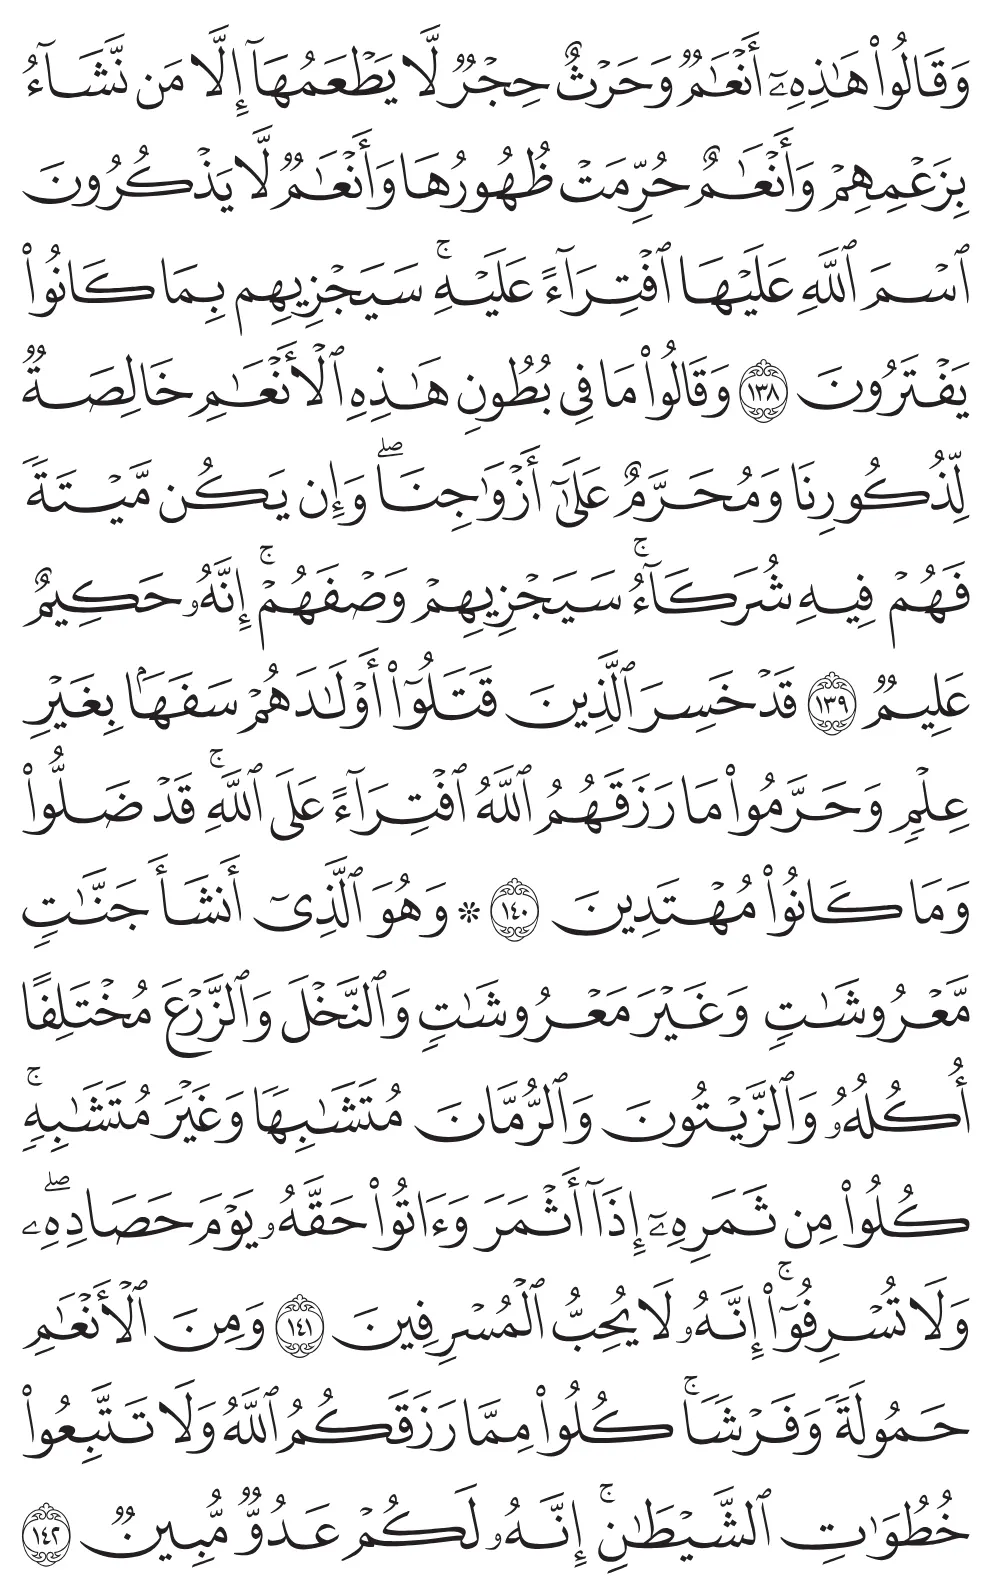 وَقَالُوا۟ هَٰذِهِۦٓ أَنْعَٰمٌۭ وَحَرْثٌ حِجْرٌۭ لَّا يَطْعَمُهَآ إِلَّا مَن نَّشَآءُ
بِزَعْمِهِمْ وَأَنْعَٰمٌ حُرِّمَتْ ظُهُورُهَا وَأَنْعَٰمٌۭ لَّا يَذْكُرُونَ
ٱسْمَ ٱللَّهِ عَلَيْهَا ٱفْتِرَآءً عَلَيْهِ ۚ سَيَجْزِيهِم بِمَا كَانُوا۟
يَفْتَرُونَ ١٣٨ وَقَالُوا۟ مَا فِى بُطُونِ هَٰذِهِ ٱلْأَنْعَٰمِ خَالِصَةٌۭ
لِّذُكُورِنَا وَمُحَرَّمٌ عَلَىٰٓ أَزْوَٰجِنَا ۖ وَإِن يَكُن مَّيْتَةًۭ
فَهُمْ فِيهِ شُرَكَآءُ ۚ سَيَجْزِيهِمْ وَصْفَهُمْ ۚ إِنَّهُۥ حَكِيمٌ
عَلِيمٌۭ ١٣٩ قَدْ خَسِرَ ٱلَّذِينَ قَتَلُوٓا۟ أَوْلَٰدَهُمْ سَفَهَۢا بِغَيْرِ
عِلْمٍۢ وَحَرَّمُوا۟ مَا رَزَقَهُمُ ٱللَّهُ ٱفْتِرَآءً عَلَى ٱللَّهِ ۚ قَدْ ضَلُّوا۟
وَمَا كَانُوا۟ مُهْتَدِينَ ١٤٠ ۞ وَهُوَ ٱلَّذِىٓ أَنشَأَ جَنَّٰتٍۢ
مَّعْرُوشَٰتٍۢ وَغَيْرَ مَعْرُوشَٰتٍۢ وَٱلنَّخْلَ وَٱلزَّرْعَ مُخْتَلِفًا
أُكُلُهُۥ وَٱلزَّيْتُونَ وَٱلرُّمَّانَ مُتَشَٰبِهًۭا وَغَيْرَ مُتَشَٰبِهٍۢ ۚ
كُلُوا۟ مِن ثَمَرِهِۦٓ إِذَآ أَثْمَرَ وَءَاتُوا۟ حَقَّهُۥ يَوْمَ حَصَادِهِۦ ۖ
وَلَا تُسْرِفُوٓا۟ ۚ إِنَّهُۥ لَا يُحِبُّ ٱلْمُسْرِفِينَ ١٤١ وَمِنَ ٱلْأَنْعَٰمِ
حَمُولَةًۭ وَفَرْشًۭا ۚ كُلُوا۟ مِمَّا رَزَقَكُمُ ٱللَّهُ وَلَا تَتَّبِعُوا۟
خُطُوَٰتِ ٱلشَّيْطَٰنِ ۚ إِنَّهُۥ لَكُمْ عَدُوٌّۭ مُّبِينٌۭ ١٤٢